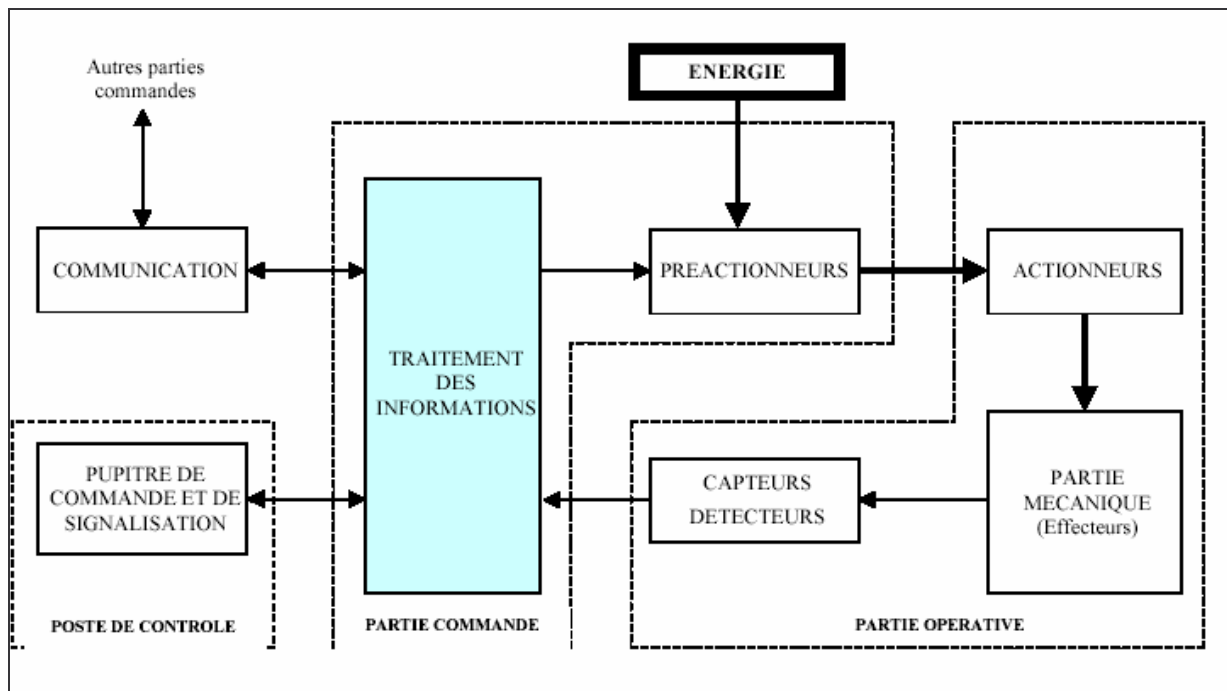 Autres parties
commandes
ENERGIE
COMMUNICATION
PREACTIONNEURS
ACTIONNEURS
TRAITEMENT
DES
INFORMATIONS
PUPITRE DE
COMMANDE ET DE
SIGNALISATION
CAPTEURS
DETECTEURS
PARTIE
MECANIQUE
(Effecteurs)
POSTE DE CONTROLE
PARTIE COMMANDE
PARTIE OPERATIVE